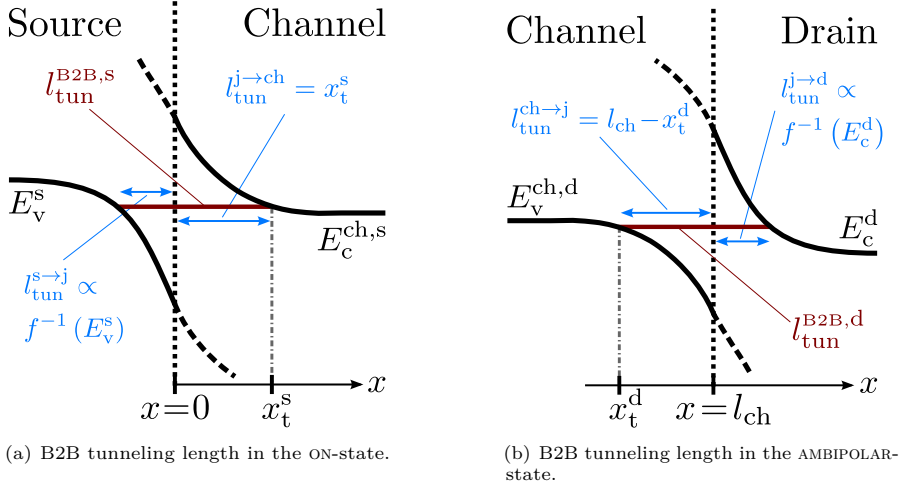 Source Channel
l_tun^{B2B,s}
l_tun^{j→ch} = x_t^s
E_v^s
E_c^{ch,s}
l_tun^{s→j} ∝
f⁻¹ (E_v^s)
x=0 x_t^s x
(a) B2B tunneling length in the ON-state.
Channel Drain
l_tun^{ch→j} = l_ch − x_t^d
l_tun^{j→d} ∝
f⁻¹ (E_c^d)
E_v^{ch,d}
E_c^d
l_tun^{B2B,d}
x_t^d x=l_ch x
(b) B2B tunneling length in the AMBIPOLAR-
state.